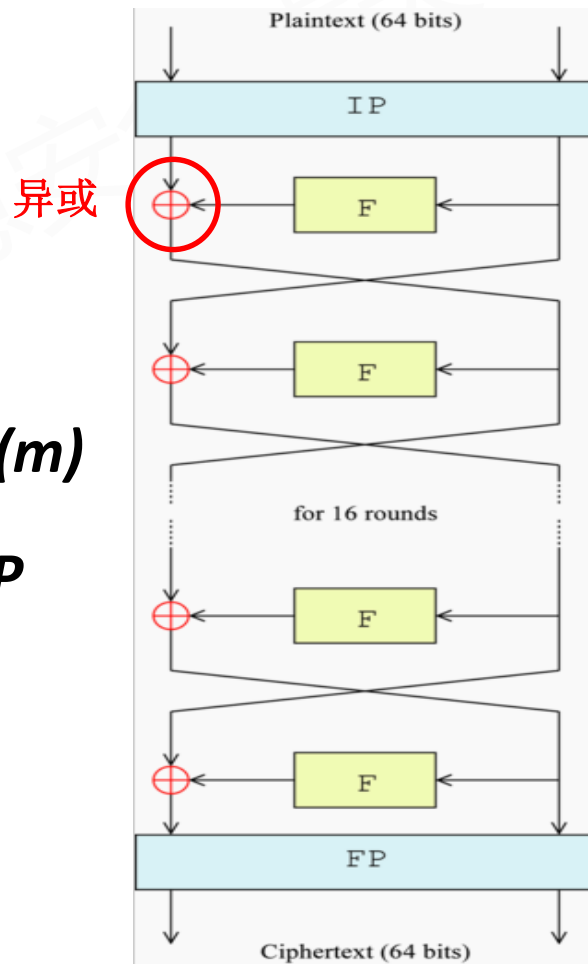 Plaintext (64 bits)
IP
异或
F
F
(m)
for 16 rounds
P
F
F
FP
Ciphertext (64 bits)